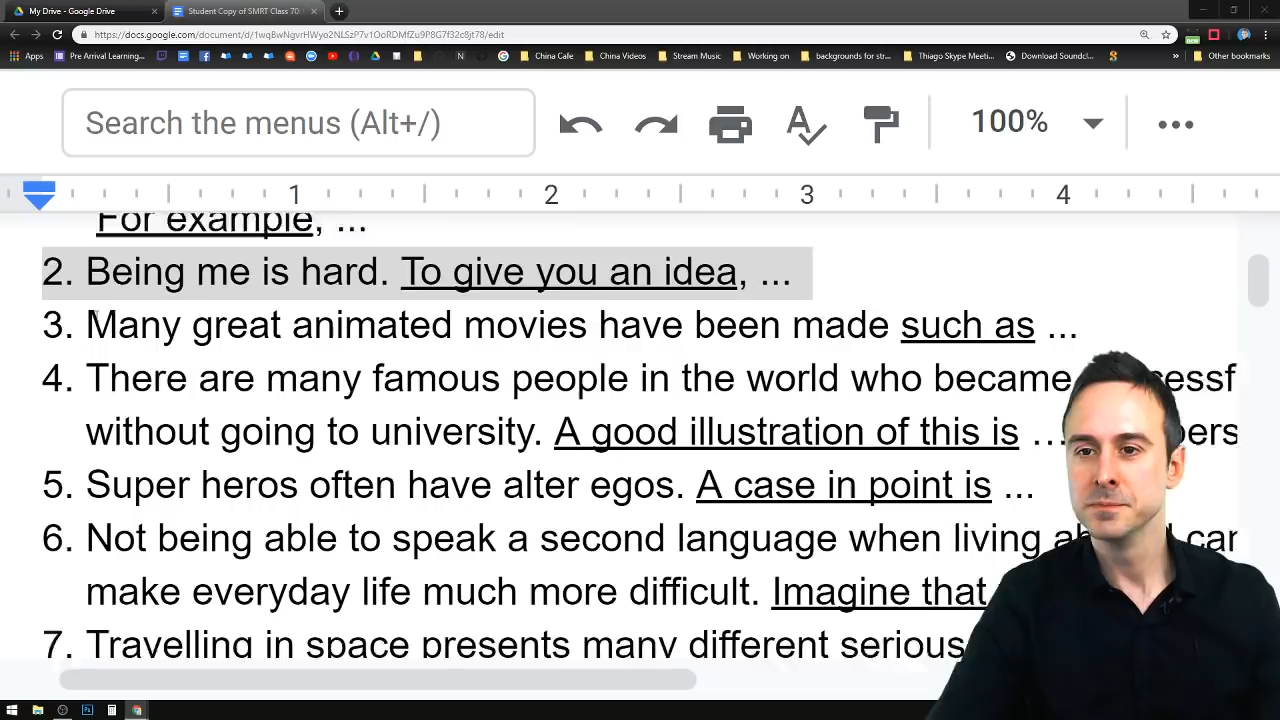 My Drive - Google Drive
Student Copy of SMRT Class 70:
https://docs.google.com/document/d/1wqBwNgvrHWyo2NLSzP7v1OoRDMfZu9P8G7f32c8jt78/edit
Apps Pre Arrival Learning... China Cafe China Videos Stream Music Working on backgrounds for str... Thiago Skype Meeti... Download Soundcl... Other bookmarks
Search the menus (Alt+/) 100%
1 2 3 4
For example, ...
2. Being me is hard. To give you an idea, ...
3. Many great animated movies have been made such as ...
4. There are many famous people in the world who became
without going to university. A good illustration of this is ...
5. Super heros often have alter egos. A case in point is ...
6. Not being able to speak a second language when living
make everyday life much more difficult. Imagine that
7. Travelling in space presents many different serious